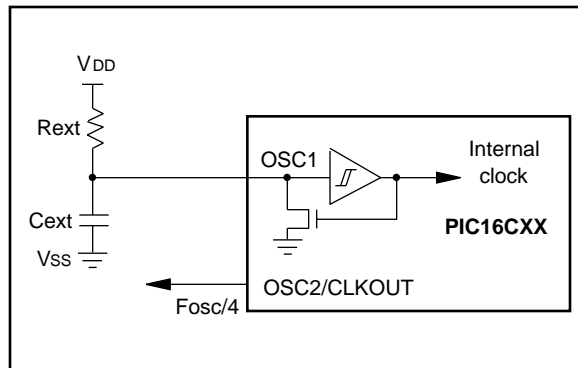 VDD
Rext
Cext
VSS
OSC1
Internal
clock
PIC16CXX
OSC2/CLKOUT
Fosc/4